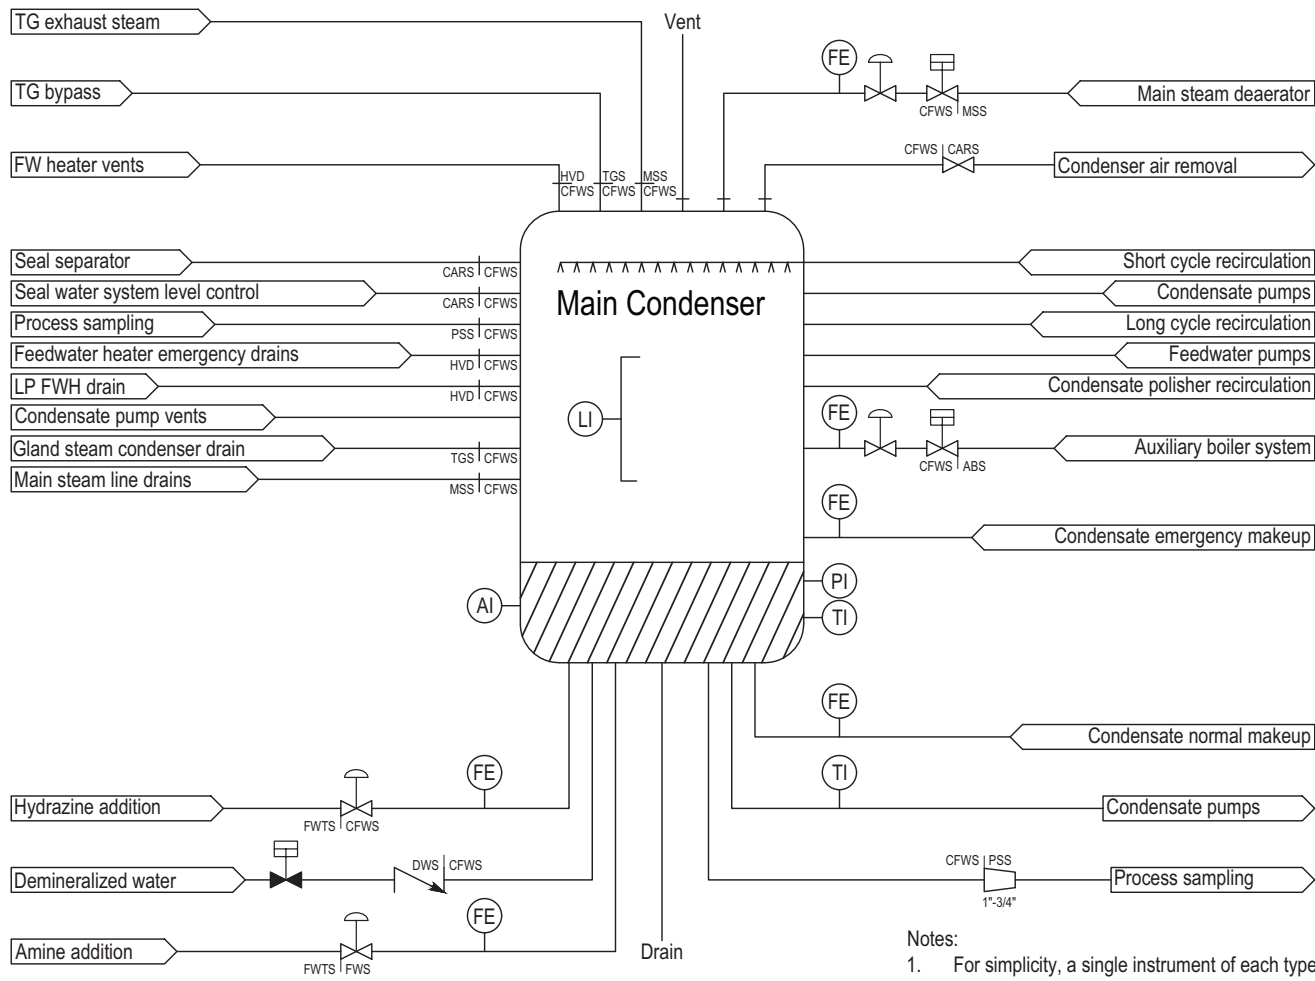 TG exhaust steam
Vent
FE
TG bypass
Main steam deaerator
CFWS MSS
FW heater vents
CFWS CARS
Condenser air removal
HVD TGS MSS
CFWS CFWS CFWS
Seal separator
CARS CFWS
Short cycle recirculation
Seal water system level control
CARS CFWS
Main Condenser
Condensate pumps
Process sampling
PSS CFWS
Long cycle recirculation
Feedwater heater emergency drains
HVD CFWS
Feedwater pumps
LP FWH drain
HVD CFWS
Condensate polisher recirculation
Condensate pump vents
LI
FE
Gland steam condenser drain
TGS CFWS
Auxiliary boiler system
CFWS ABS
Main steam line drains
MSS CFWS
FE
Condensate emergency makeup
PI
AI
TI
FE
Condensate normal makeup
FE
TI
Hydrazine addition
FWTS CFWS
Condensate pumps
DWS CFWS
CFWS PSS
Demineralized water
Process sampling
1"-3/4"
FE
Amine addition
FWTS FWS
Drain
Notes:
1. For simplicity, a single instrument of each type